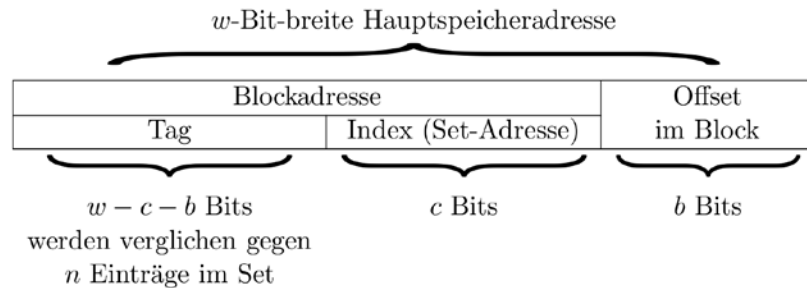 w-Bit-breite Hauptspeicheradresse
Blockadresse
Offset
im Block
Tag
Index (Set-Adresse)
w − c − b Bits
werden verglichen gegen
n Einträge im Set
c Bits
b Bits